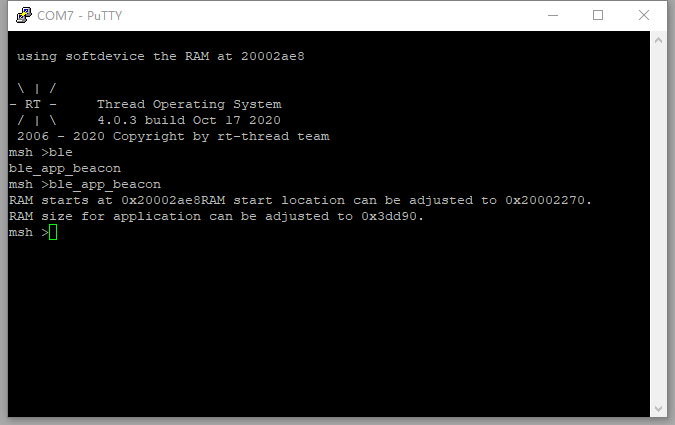 COM7 - PuTTY
using softdevice the RAM at 20002ae8
\ | /
- RT -     Thread Operating System
/ | \     4.0.3 build Oct 17 2020
2006 - 2020 Copyright by rt-thread team
msh >ble
ble_app_beacon
msh >ble_app_beacon
RAM starts at 0x20002ae8RAM start location can be adjusted to 0x20002270.
RAM size for application can be adjusted to 0x3dd90.
msh >